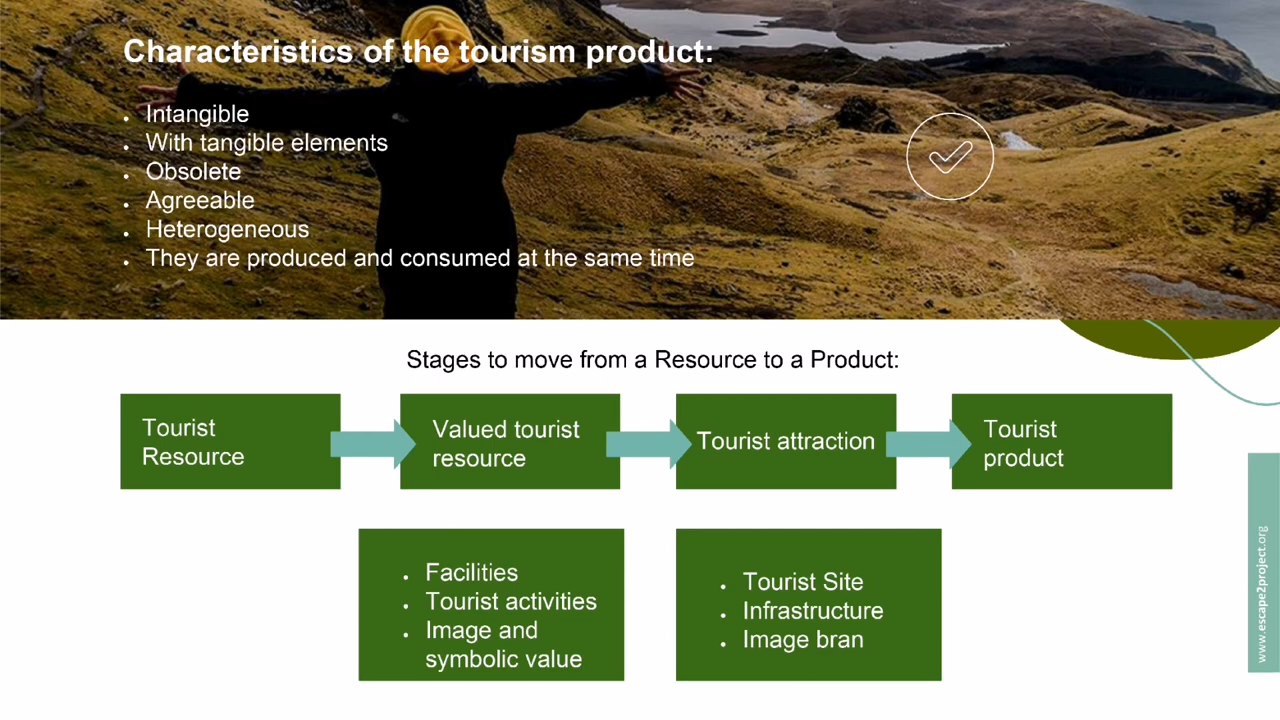 Characteristics of the tourism product:
Intangible
With tangible elements
Obsolete
Agreeable
Heterogeneous
They are produced and consumed at the same time
Stages to move from a Resource to a Product:
Tourist
Resource
Valued tourist
resource
Tourist attraction
Tourist
product
Facilities
Tourist activities
Image and
symbolic value
Tourist Site
Infrastructure
Image bran
www.escape2project.org